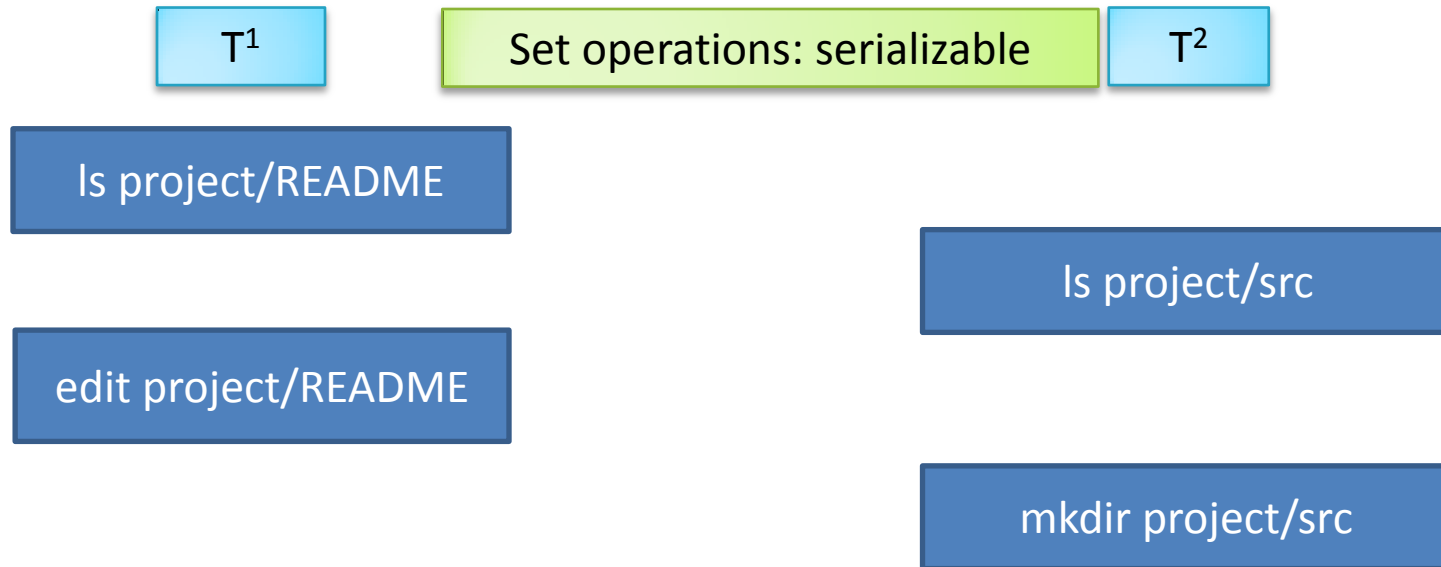 T¹
Set operations: serializable
T²
ls project/README
ls project/src
edit project/README
mkdir project/src